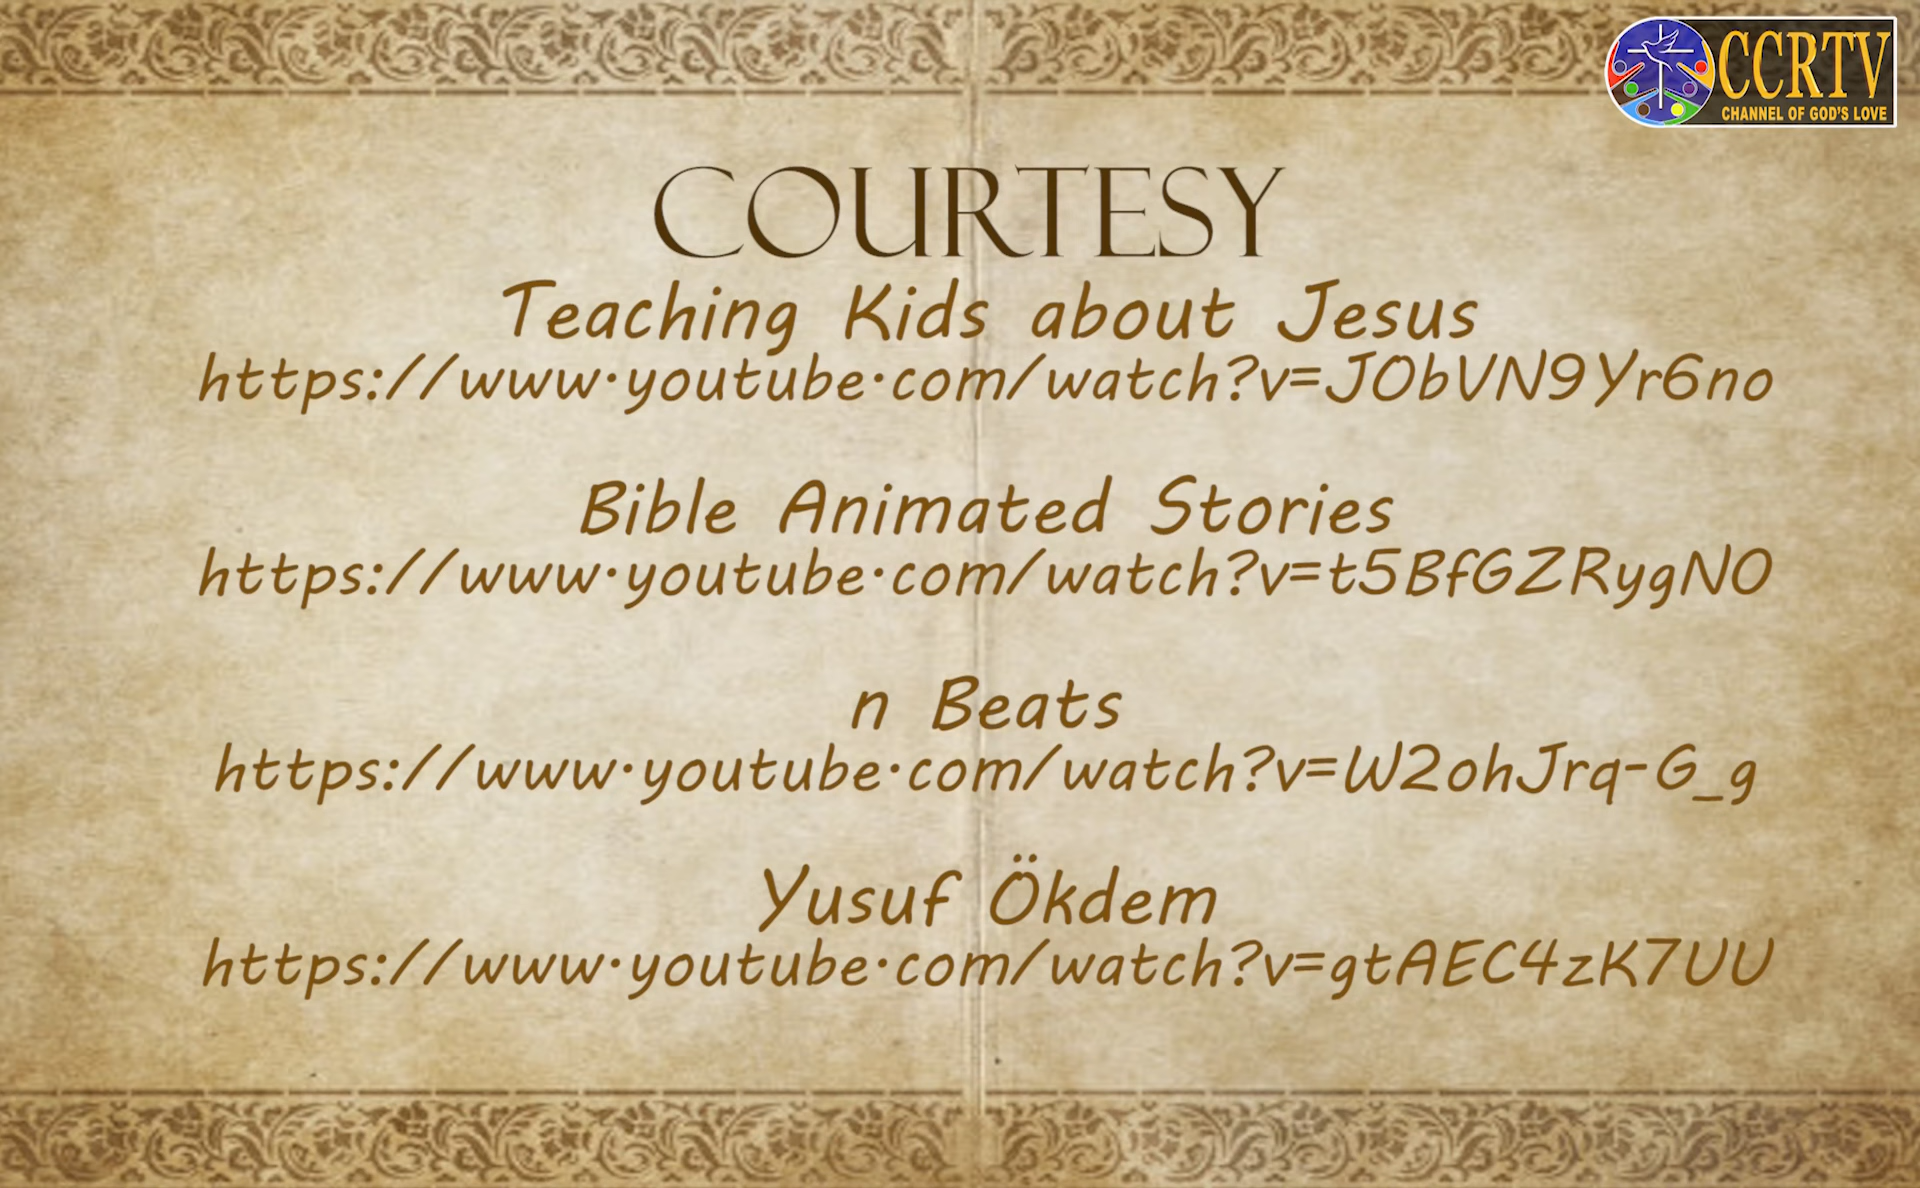 CCRTV
CHANNEL OF GOD'S LOVE
COURTESY
Teaching Kids about Jesus
https://www.youtube.com/watch?v=JObVN9Yr6no
Bible Animated Stories
https://www.youtube.com/watch?v=t5BfGZRygN0
n Beats
https://www.youtube.com/watch?v=W2ohJrq-G_g
Yusuf Ökdem
https://www.youtube.com/watch?v=gtAEC4zK7UU